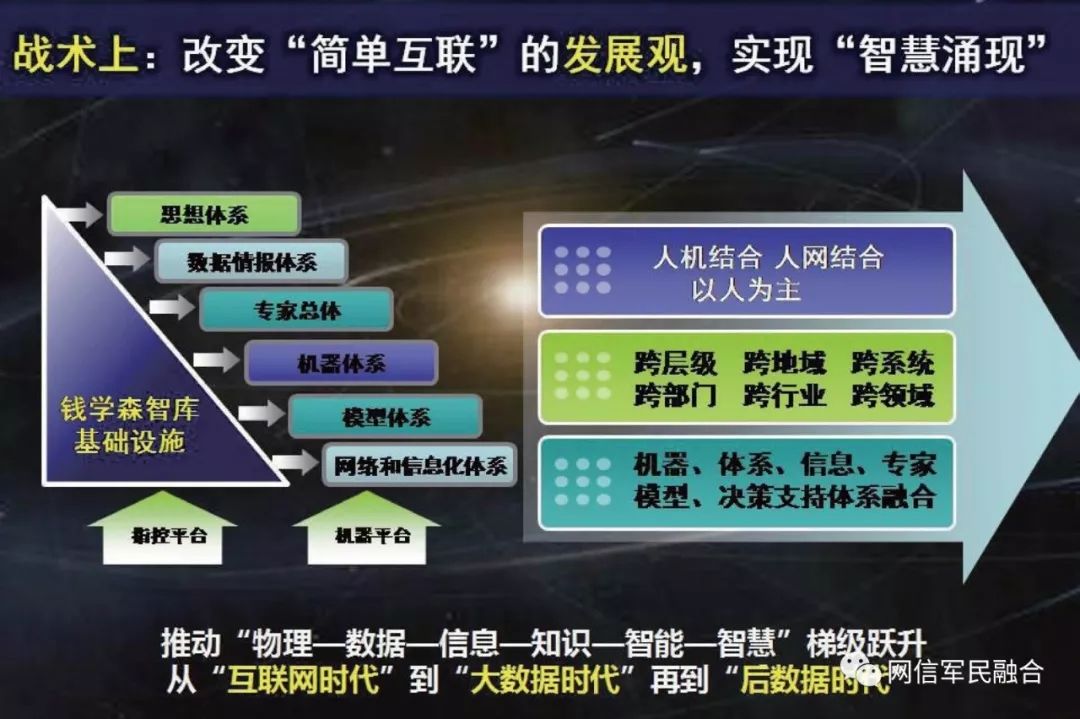 战术上：改变“简单互联”的发展观，实现“智慧涌现”
思想体系
数据情报体系
专家总体
机器体系
模型体系
网络和信息化体系
钱学森智库
基础设施
指控平台
机器平台
人机结合 人网结合
以人为主
跨层级 跨地域 跨系统
跨部门 跨行业 跨领域
机器、体系、信息、专家
模型、决策支持体系融合
推动“物理—数据—信息—知识—智能—智慧”梯级跃升
从“互联网时代”到“大数据时代”再到“后数据时代”
网信军民融合